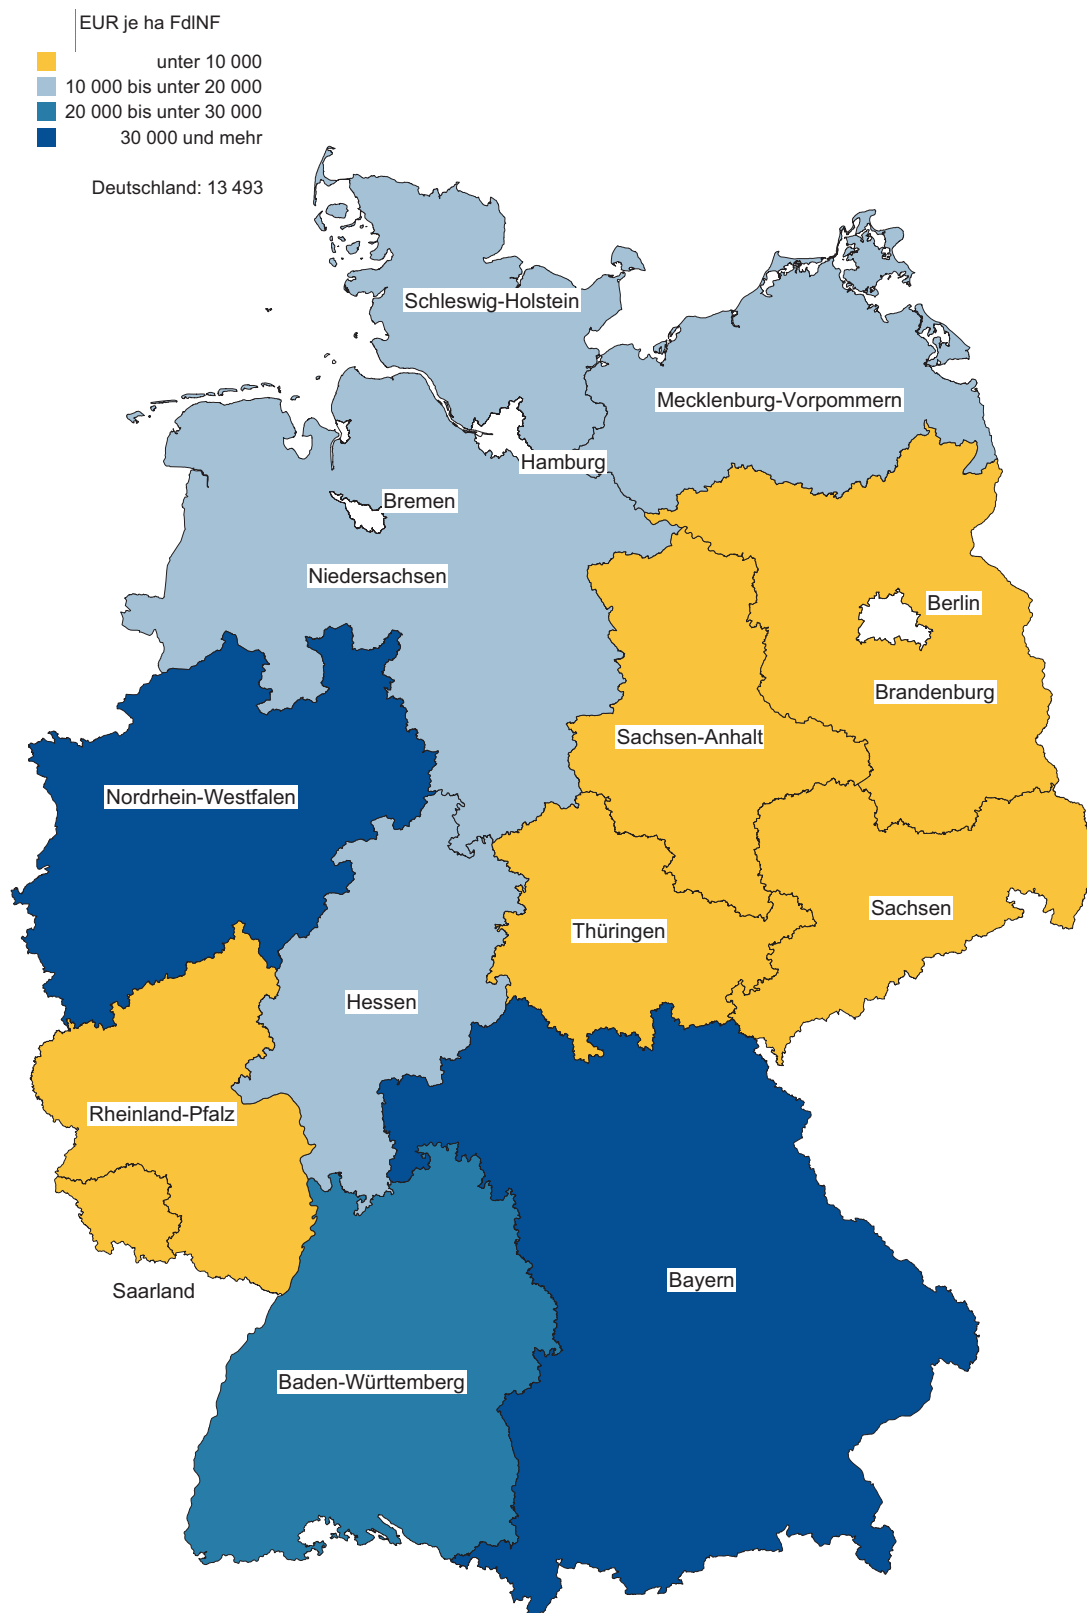 EUR je ha FdlNF
unter 10 000
10 000 bis unter 20 000
20 000 bis unter 30 000
30 000 und mehr
Deutschland: 13 493
Schleswig-Holstein
Mecklenburg-Vorpommern
Hamburg
Bremen
Niedersachsen
Berlin
Brandenburg
Sachsen-Anhalt
Nordrhein-Westfalen
Sachsen
Thüringen
Hessen
Rheinland-Pfalz
Bayern
Saarland
Baden-Württemberg